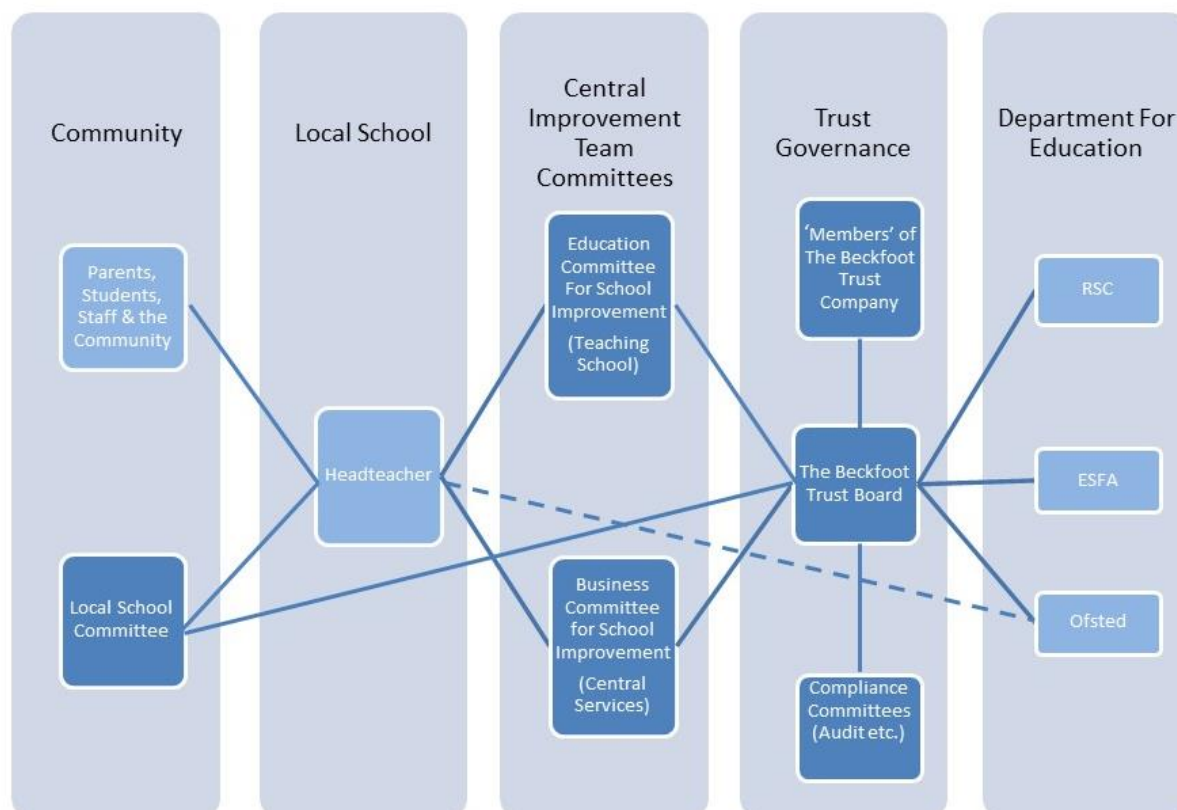 Community
Parents,
Students,
Staff & the
Community
Local School
Committee
Local School
Headteacher
Central
Improvement
Team
Committees
Education
Committee
For School
Improvement
(Teaching
School)
Business
Committee
for School
Improvement
(Central
Services)
Trust
Governance
‘Members’ of
The Beckfoot
Trust
Company
The Beckfoot
Trust Board
Compliance
Committees
(Audit etc.)
Department For
Education
RSC
ESFA
Ofsted